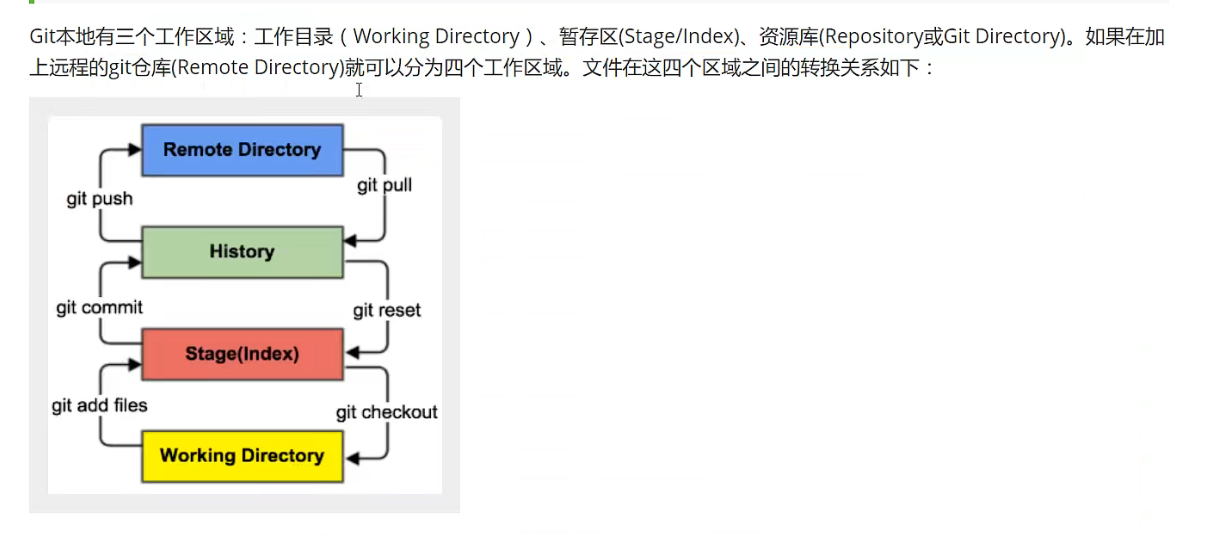 Git本地有三个工作区域：工作目录（Working Directory）、暂存区(Stage/Index)、资源库(Repository或Git Directory)。如果在加
上远程的git仓库(Remote Directory)就可以分为四个工作区域。文件在这四个区域之间的转换关系如下：
Remote Directory
git push
git pull
History
git commit
git reset
Stage(Index)
git add files
git checkout
Working Directory